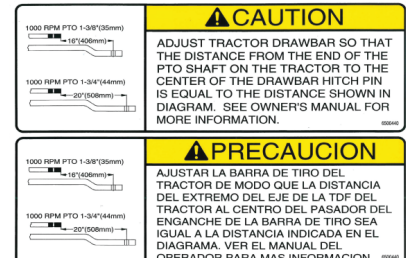 1000 RPM PTO 1-3/8"(35mm)
16"(406mm)
1000 RPM PTO 1-3/4"(44mm)
20"(508mm)
CAUTION
ADJUST TRACTOR DRAWBAR SO THAT
THE DISTANCE FROM THE END OF THE
PTO SHAFT ON THE TRACTOR TO THE
CENTER OF THE DRAWBAR HITCH PIN
IS EQUAL TO THE DISTANCE SHOWN IN
DIAGRAM. SEE OWNER'S MANUAL FOR
MORE INFORMATION.
1000 RPM PTO 1-3/8"(35mm)
16"(406mm)
1000 RPM PTO 1-3/4"(44mm)
20"(508mm)
PRECAUCION
AJUSTAR LA BARRA DE TIRO DEL
TRACTOR DE MODO QUE LA DISTANCIA
DEL EXTREMO DEL EJE DE LA TDF DEL
TRACTOR AL CENTRO DEL PASADOR DEL
ENGANCHE DE LA BARRA DE TIRO SEA
IGUAL A LA DISTANCIA INDICADA EN EL
DIAGRAMA. VER EL MANUAL DEL
OPERADOR PARA MAS INFORMACION